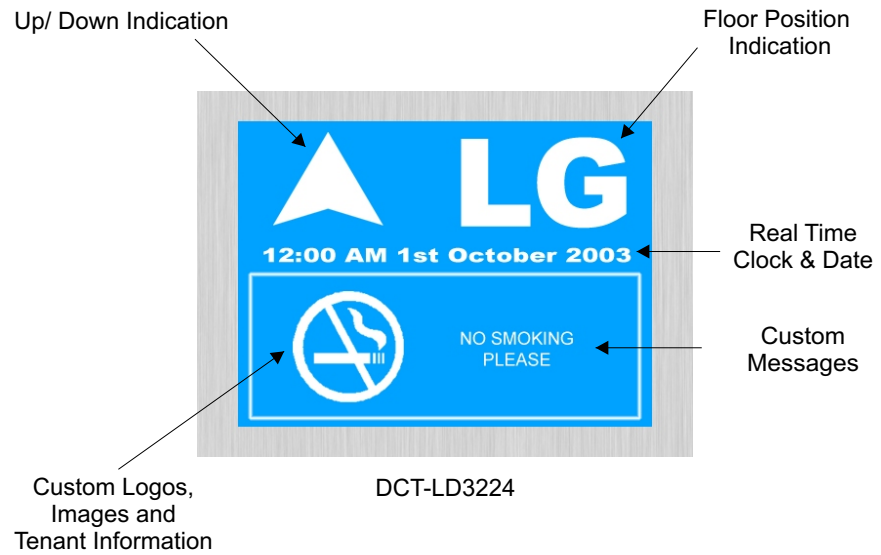 Up/ Down Indication
Floor Position
Indication
LG
12:00 AM 1st October 2003
Real Time
Clock & Date
NO SMOKING
PLEASE
Custom
Messages
Custom Logos,
Images and
Tenant Information
DCT-LD3224